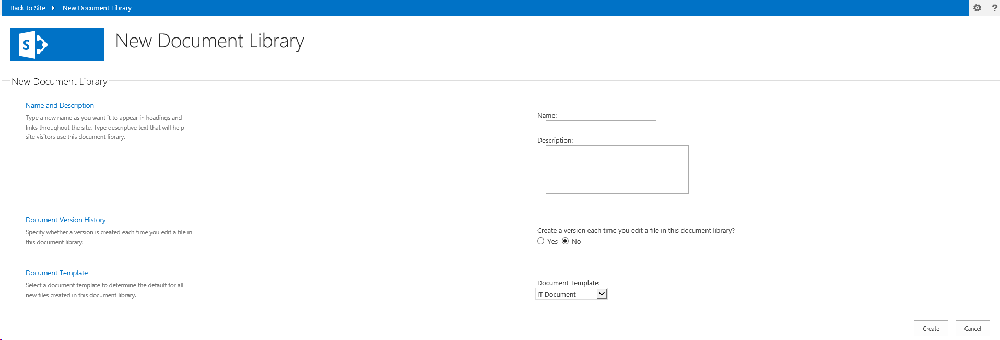 Back to Site New Document Library ?
S
New Document Library
New Document Library
Name and Description
Type a new name as you want it to appear in headings and
links throughout the site. Type descriptive text that will help
site visitors use this document library.
Name:
Description:
Document Version History
Specify whether a version is created each time you edit a file in
this document library.
Create a version each time you edit a file in this document library?
Yes No
Document Template
Select a document template to determine the default for all
new files created in this document library.
Document Template:
IT Document
Create Cancel